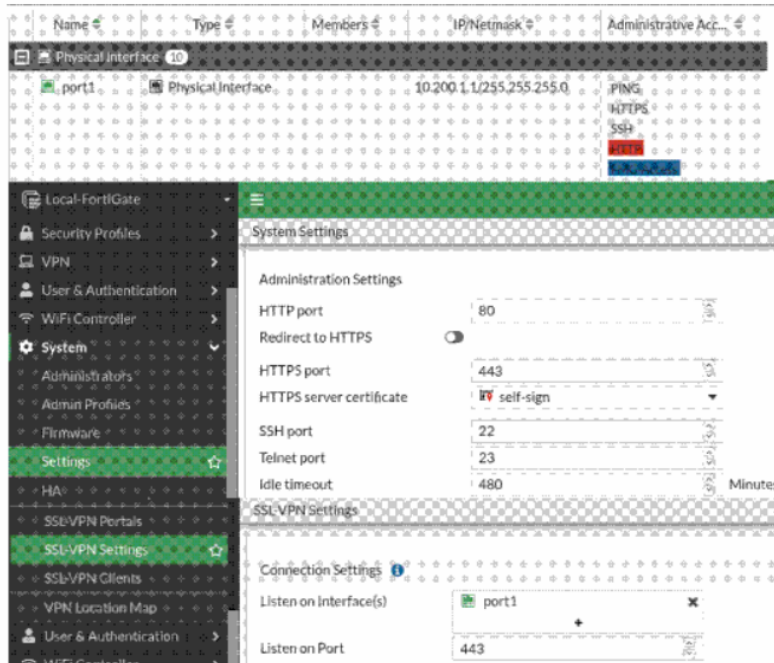 Name Type Members IP/Netmask Administrative Acc...
Physical Interface 10
port1 Physical Interface 10.200.1.1/255.255.255.0 PING
HTTPS
SSH
HTTP
Local-FortiGate
Security Profiles
VPN
User & Authentication
WiFi Controller
System
Administrators
Admin Profiles
Firmware
Settings
HA
System Settings
Administration Settings
HTTP port 80
Redirect to HTTPS
HTTPS port 443
HTTPS server certificate self-sign
SSH port 22
Telnet port 23
Idle timeout 480 Minutes
SSL-VPN Portals
SSL-VPN Settings
SSL-VPN Clients
VPN Location Map
User & Authentication
WiFi Controller
SSL-VPN Settings
Connection Settings
Listen on Interface(s) port1
Listen on Port 443